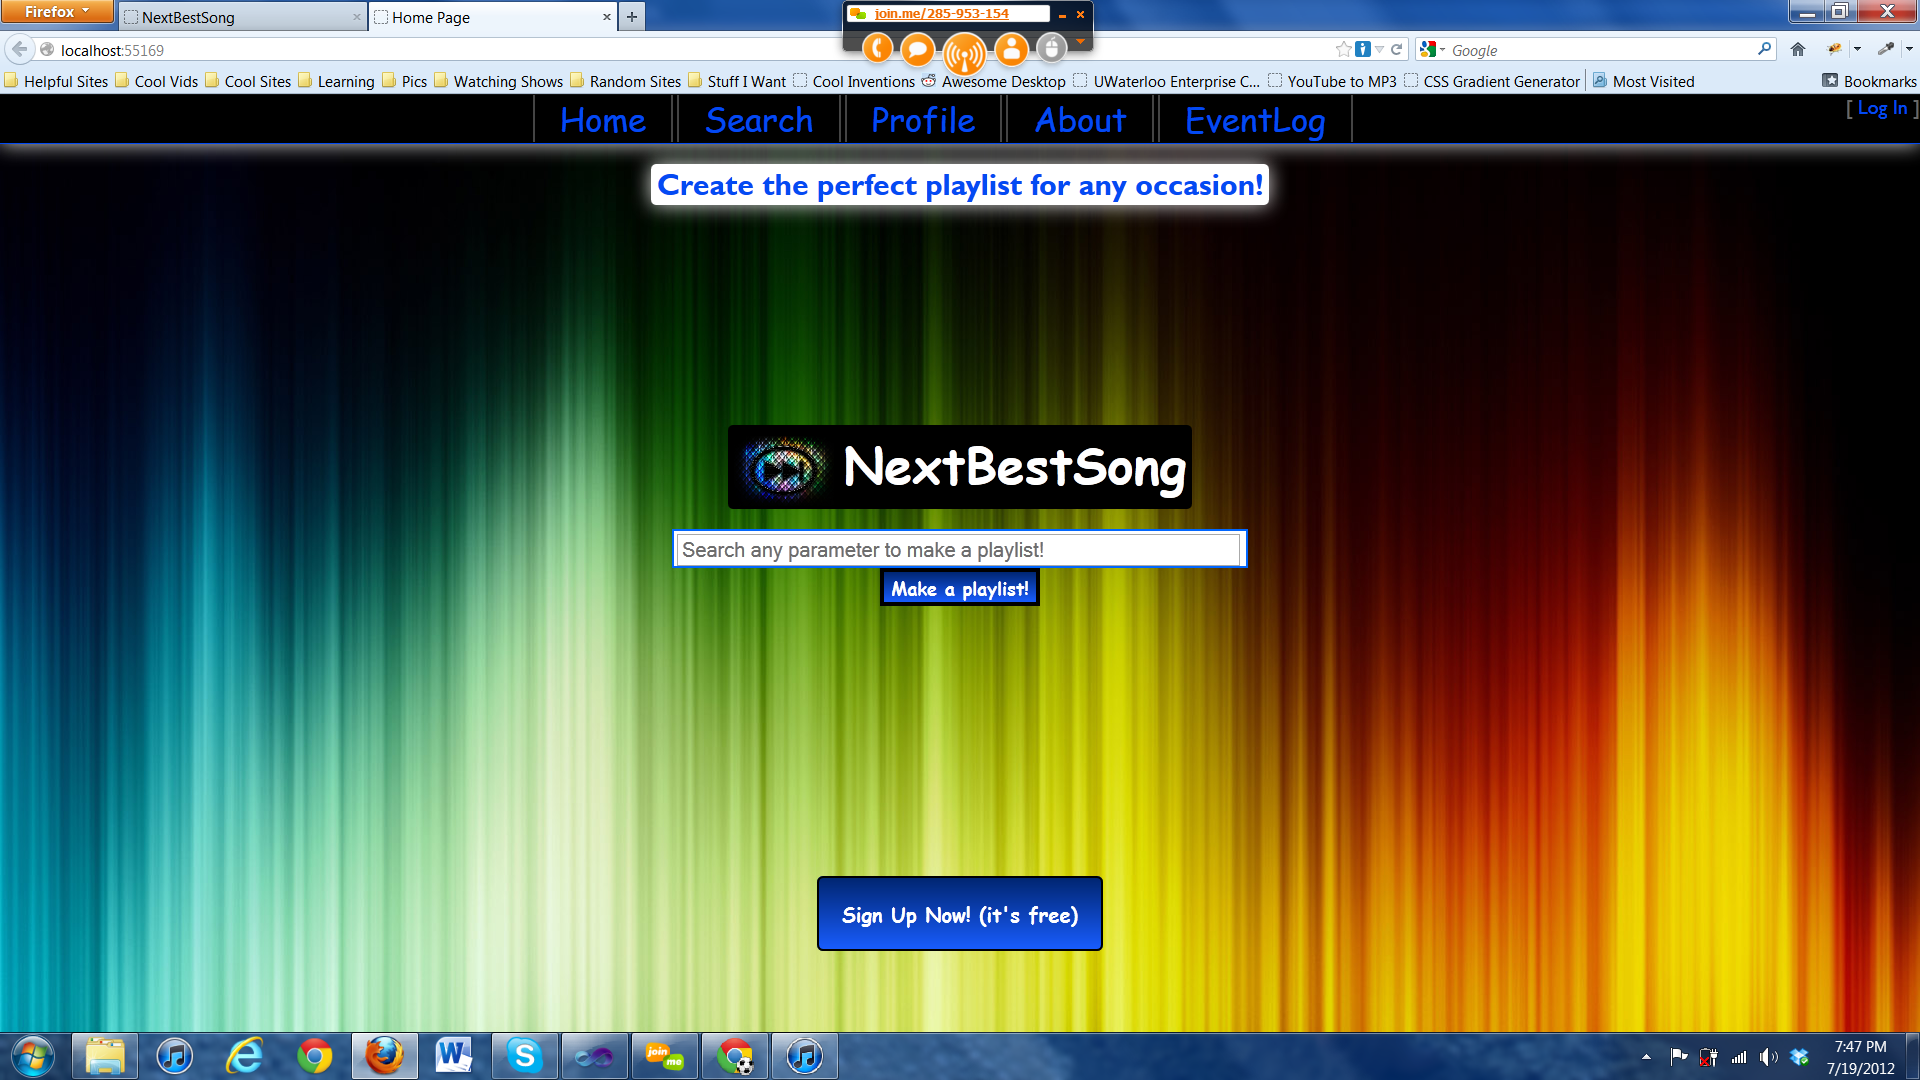 Firefox
NextBestSong
Home Page
join.me/285-953-154
localhost:55169
Google
Helpful Sites Cool Vids Cool Sites Learning Pics Watching Shows Random Sites Stuff I Want Cool Inventions Awesome Desktop UWaterloo Enterprise C... YouTube to MP3 CSS Gradient Generator Most Visited Bookmarks
Home Search Profile About EventLog
[ Log In ]
Create the perfect playlist for any occasion!
NextBestSong
Search any parameter to make a playlist!
Make a playlist!
Sign Up Now! (it's free)
join me
7:47 PM
7/19/2012